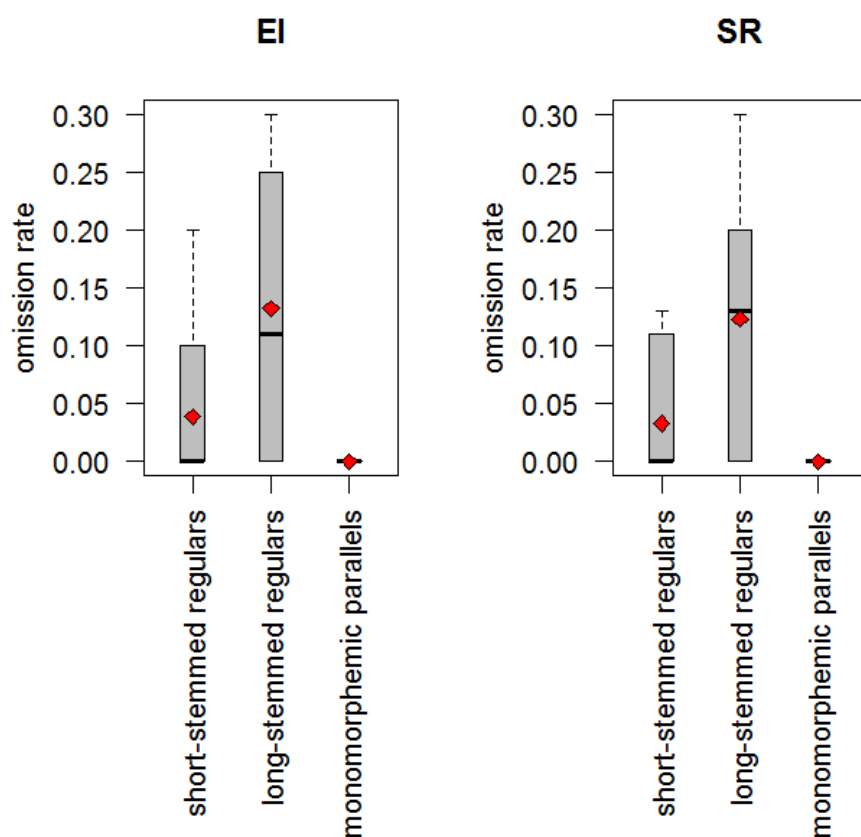 EI
0.30
0.25
0.20
0.15
0.10
0.05
0.00
omission rate
short-stemmed regulars
long-stemmed regulars
monomorphemic parallels
SR
0.30
0.25
0.20
0.15
0.10
0.05
0.00
omission rate
short-stemmed regulars
long-stemmed regulars
monomorphemic parallels